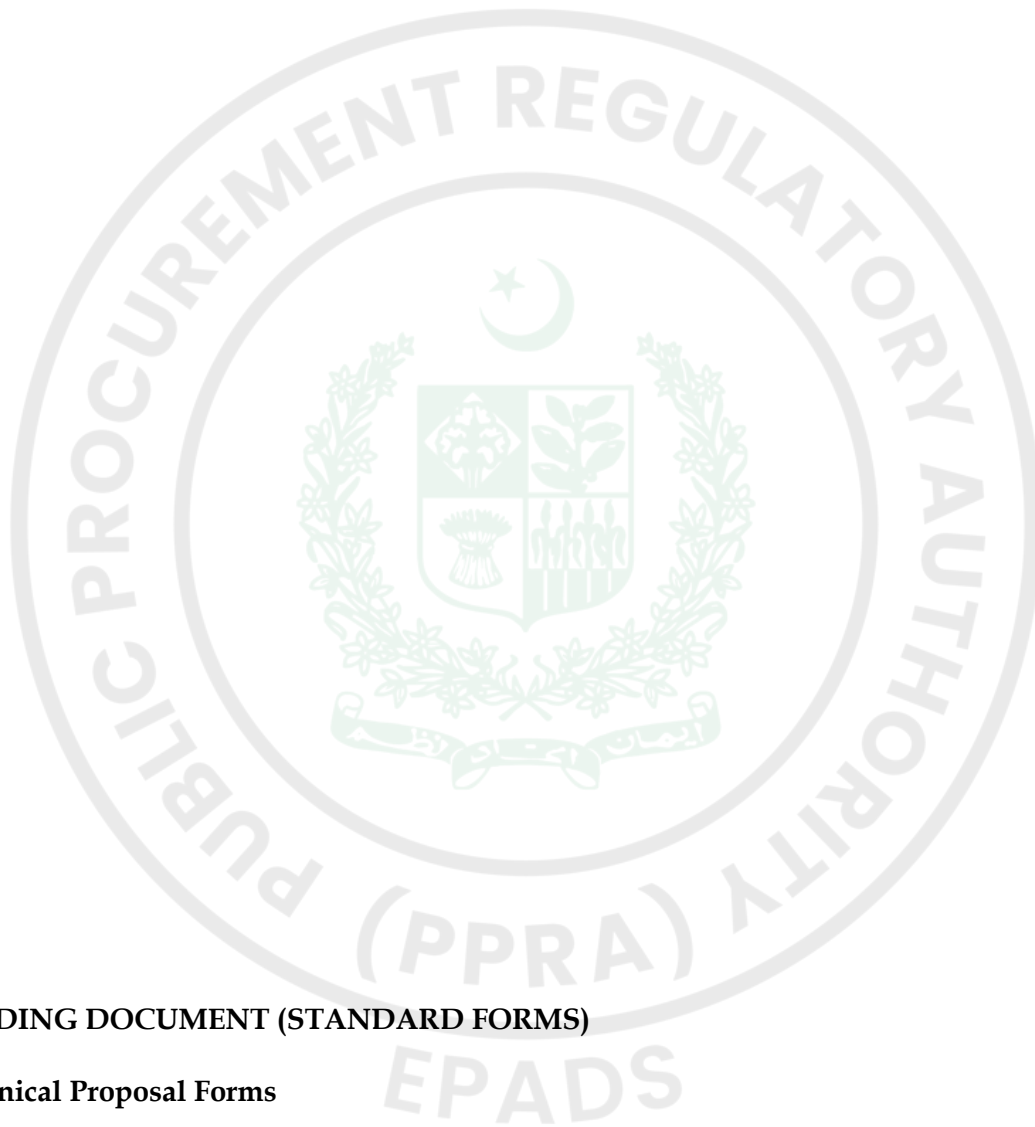 PUBLIC PROCUREMENT REGULATORY AUTHORITY
(PPRA)
DING DOCUMENT (STANDARD FORMS)
EPADS
nical Proposal Forms